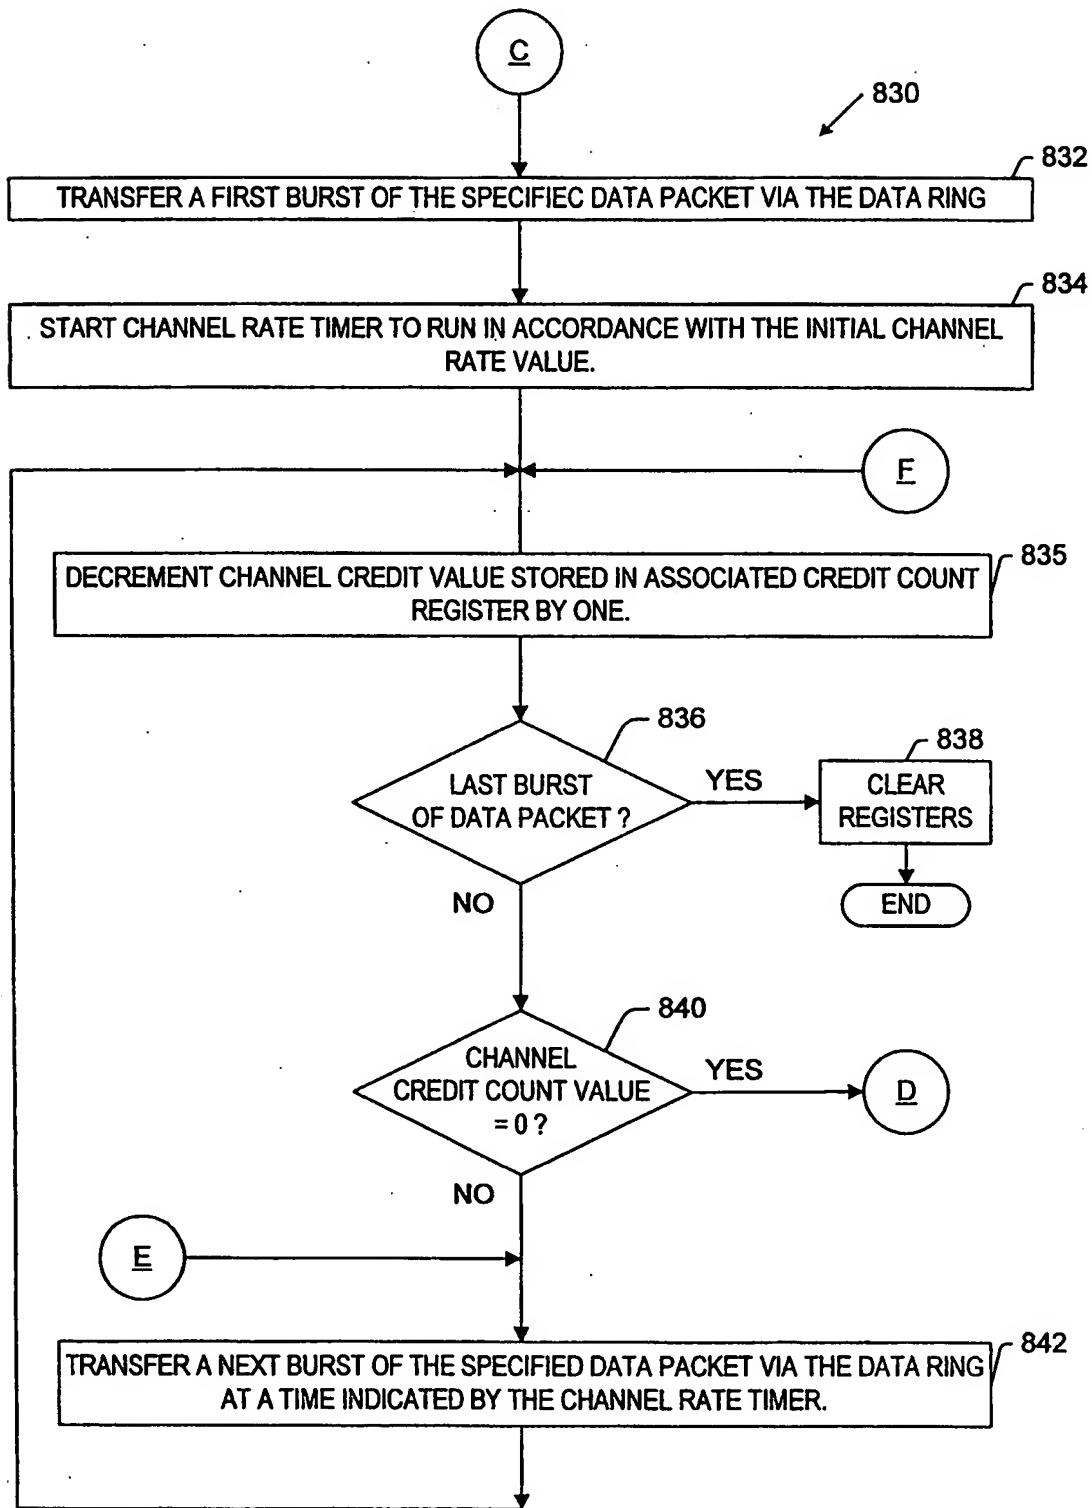 C
830
832
TRANSFER A FIRST BURST OF THE SPECIFIEC DATA PACKET VIA THE DATA RING
834
START CHANNEL RATE TIMER TO RUN IN ACCORDANCE WITH THE INITIAL CHANNEL
RATE VALUE.
F
835
DECREMENT CHANNEL CREDIT VALUE STORED IN ASSOCIATED CREDIT COUNT
REGISTER BY ONE.
836
LAST BURST
OF DATA PACKET ?
YES
838
CLEAR
REGISTERS
END
NO
840
CHANNEL
CREDIT COUNT VALUE
= 0 ?
YES
D
NO
E
842
TRANSFER A NEXT BURST OF THE SPECIFIED DATA PACKET VIA THE DATA RING
AT A TIME INDICATED BY THE CHANNEL RATE TIMER.